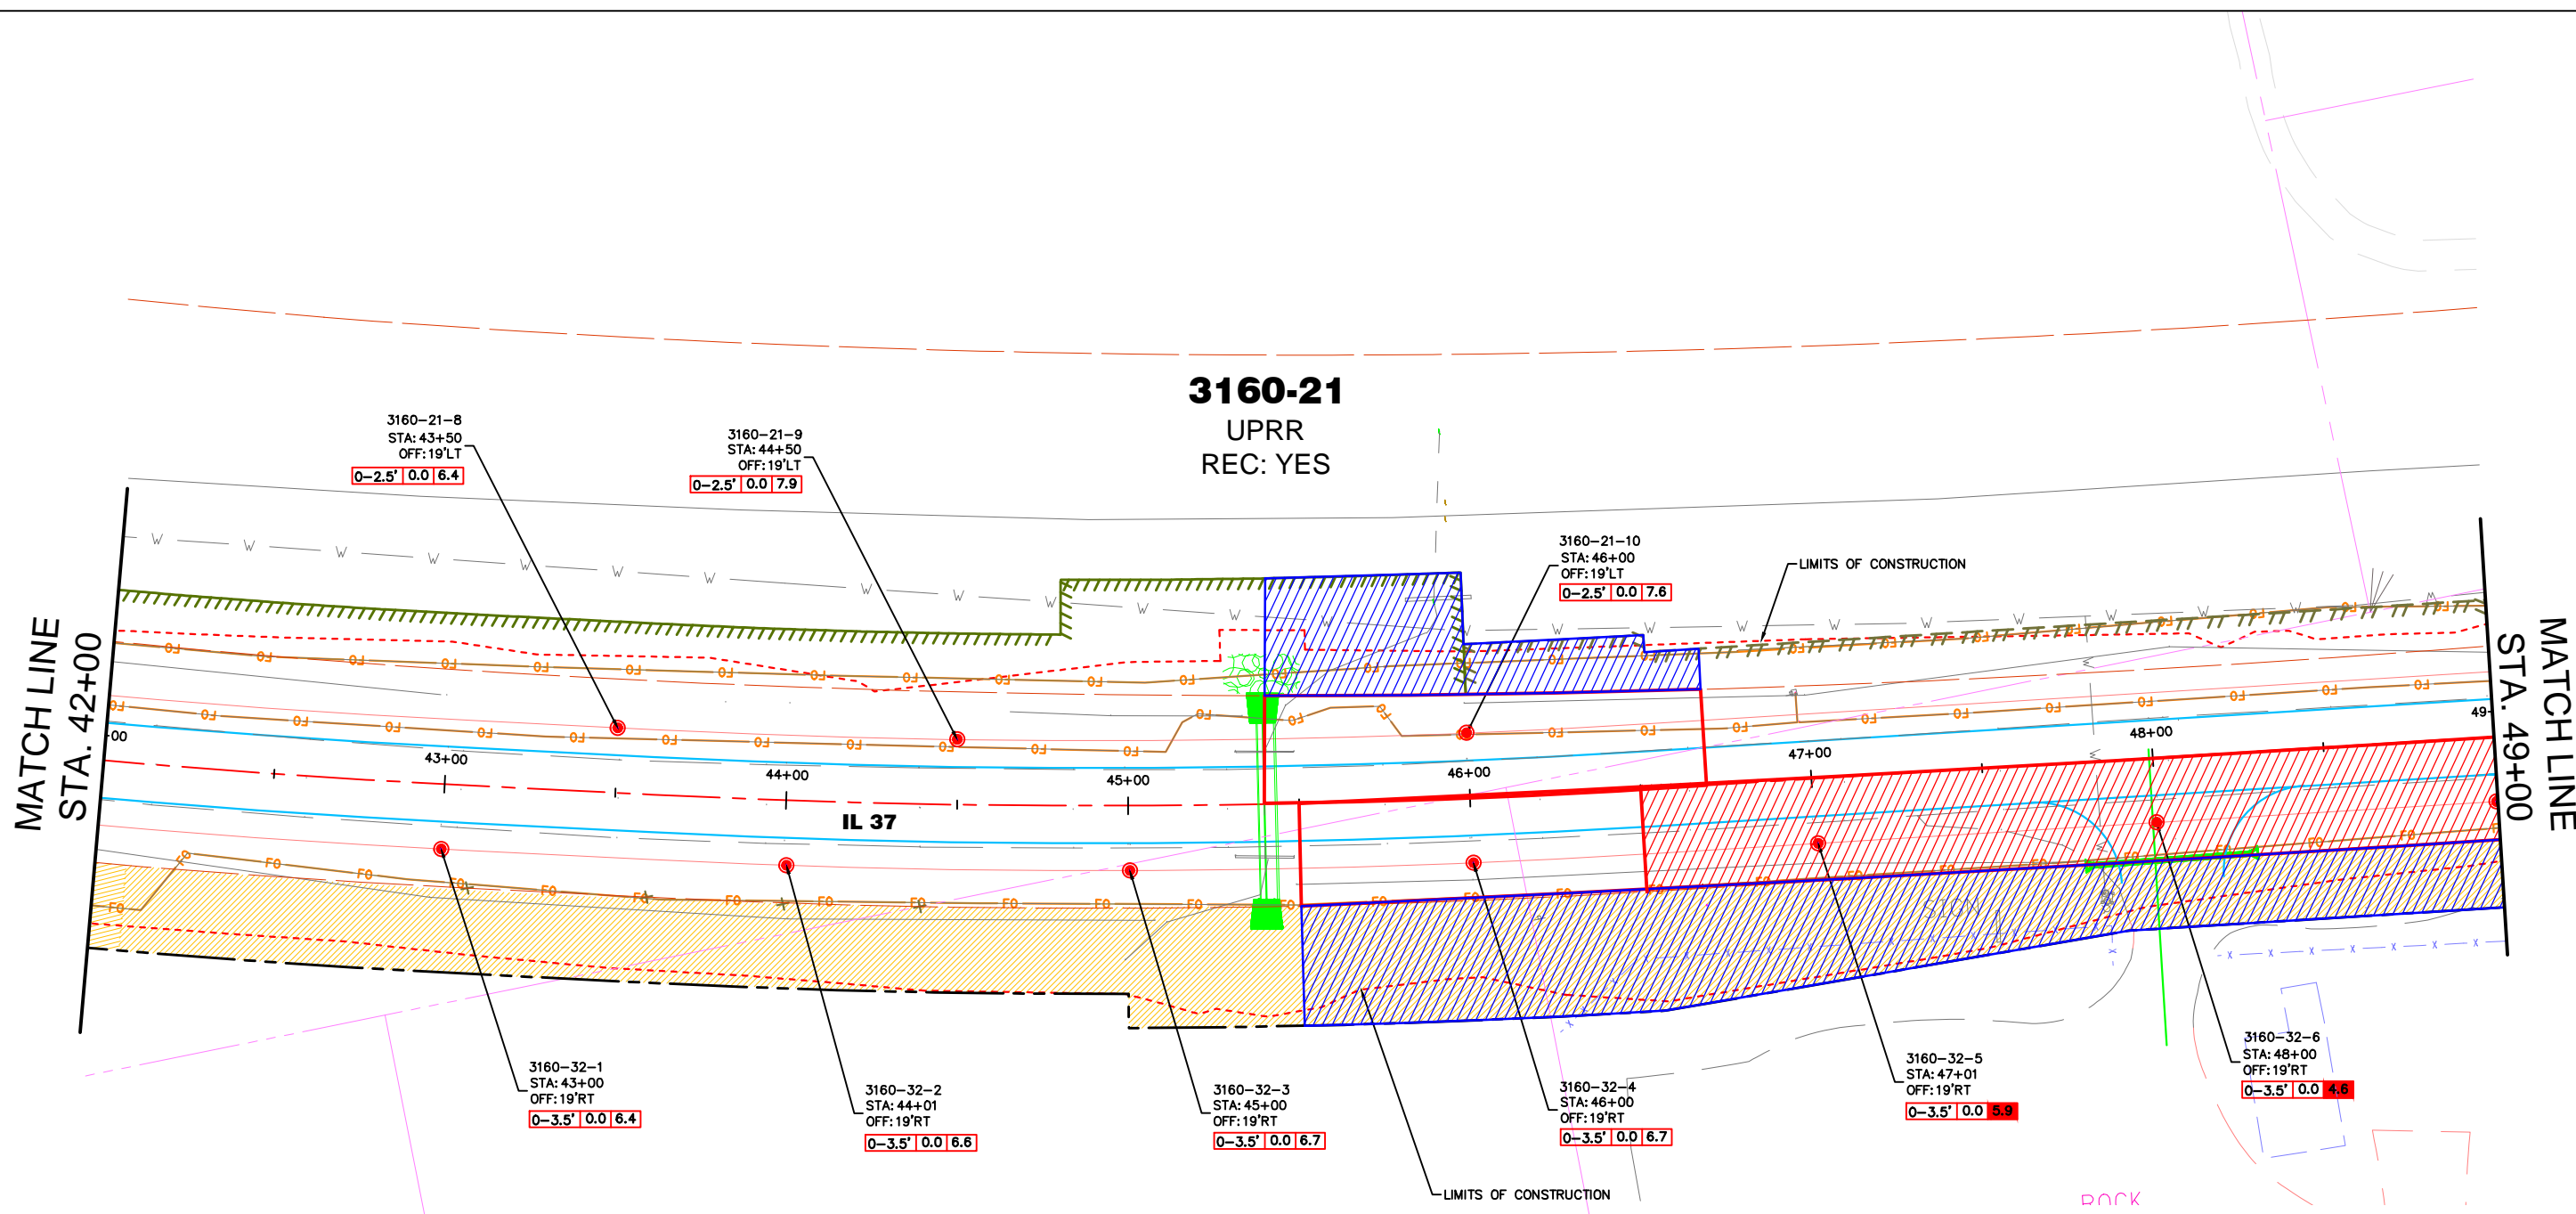 3160-21
UPRR
REC: YES
3160-21-8
STA: 43+50
OFF: 19'LT
0-2.5' 0.0 6.4
3160-21-9
STA: 44+50
OFF: 19'LT
0-2.5' 0.0 7.9
3160-21-10
STA: 46+00
OFF: 19'LT
0-2.5' 0.0 7.6
LIMITS OF CONSTRUCTION
MATCH LINE
STA. 42+00
MATCH LINE
STA. 49+00
00
43+00
44+00
45+00
46+00
47+00
48+00
49-
IL 37
SIGN
3160-32-1
STA: 43+00
OFF: 19'RT
0-3.5' 0.0 6.4
3160-32-2
STA: 44+01
OFF: 19'RT
0-3.5' 0.0 6.6
3160-32-3
STA: 45+00
OFF: 19'RT
0-3.5' 0.0 6.7
3160-32-4
STA: 46+00
OFF: 19'RT
0-3.5' 0.0 6.7
3160-32-5
STA: 47+01
OFF: 19'RT
0-3.5' 0.0 5.9
3160-32-6
STA: 48+00
OFF: 19'RT
0-3.5' 0.0 4.6
LIMITS OF CONSTRUCTION
ROCK